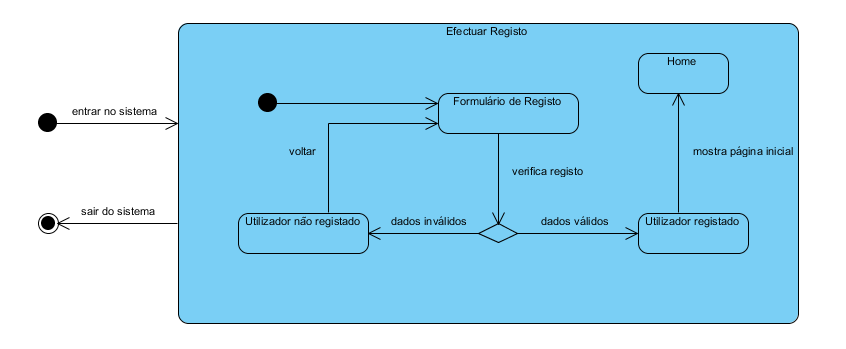 Efectuar Registo
Home
entrar no sistema
Formulário de Registo
voltar
mostra página inicial
verifica registo
sair do sistema
Utilizador não registado
dados inválidos
dados válidos
Utilizador registado